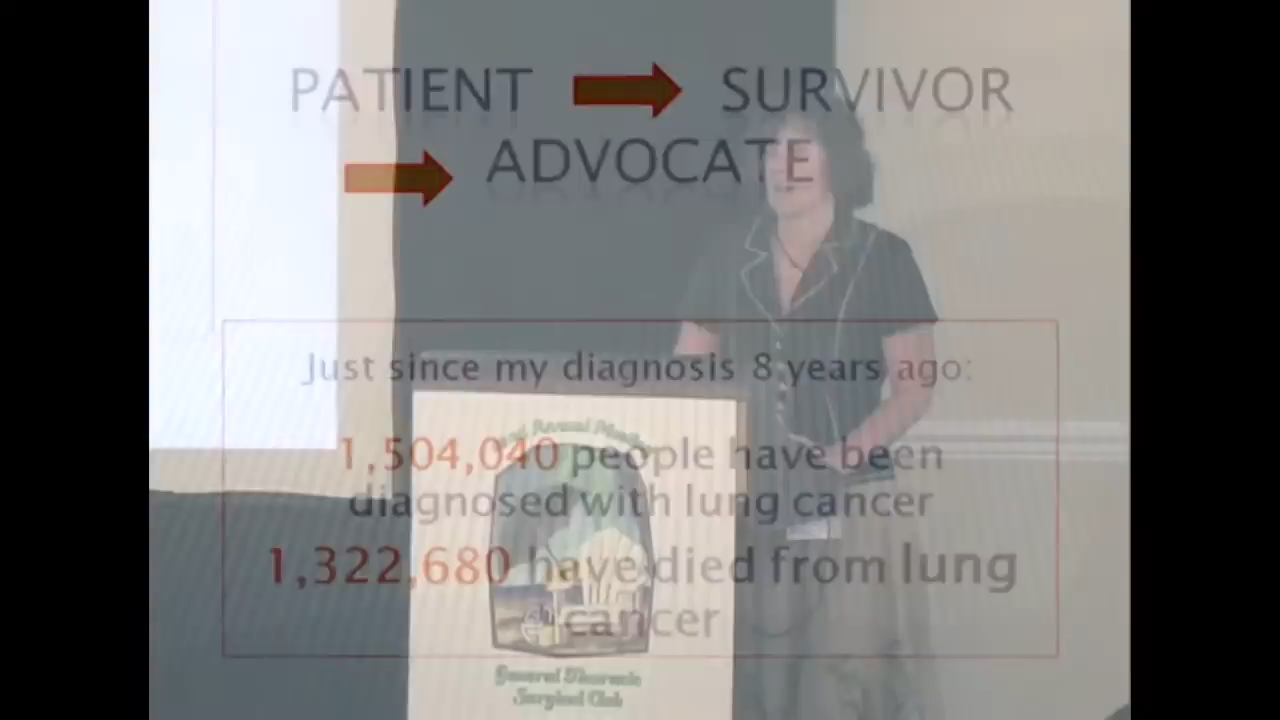 PATIENT SURVIVOR
ADVOCATE
Just since my diagnosis 8 years ago:
1,504,040 people have been
diagnosed with lung cancer
1,322,680 have died from lung
cancer
General Thoracic
Surgical Club